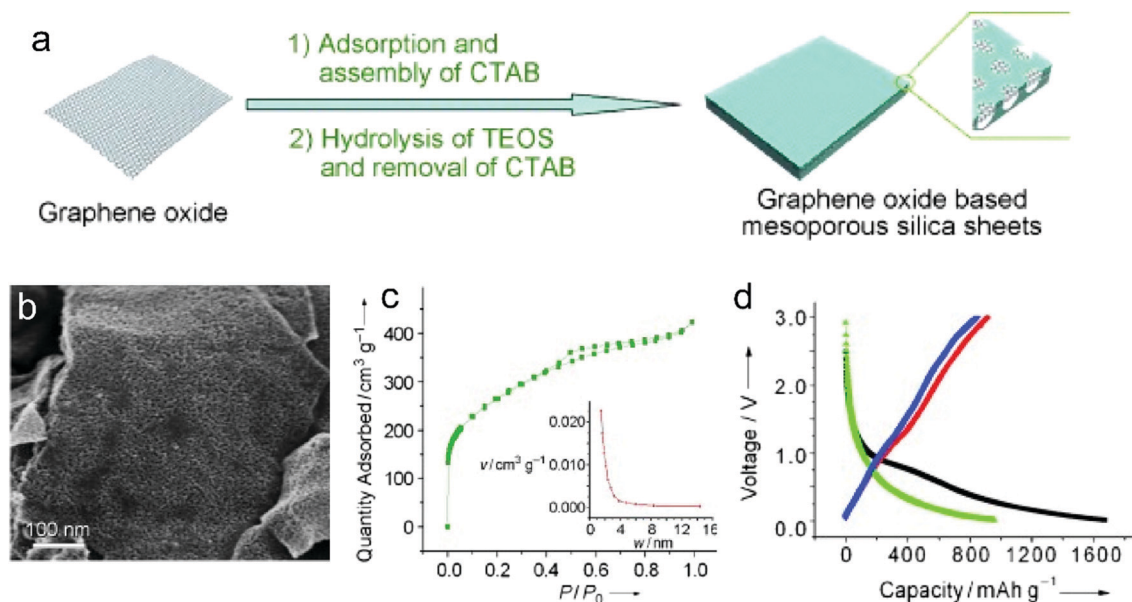 a
1) Adsorption and
assembly of CTAB
2) Hydrolysis of TEOS
and removal of CTAB
Graphene oxide
Graphene oxide based
mesoporous silica sheets
b
100 nm
c
Quantity Adsorbed/cm³ g⁻¹
400
300
200
100
0
0.0 0.2 0.4 0.6 0.8 1.0
P/P₀
v/cm³ g⁻¹
0.020
0.010
0.000
0 4 8 12 16
w/nm
d
Voltage / V
3.0
2.0
1.0
0.0
0 400 800 1200 1600
Capacity/mAh g⁻¹